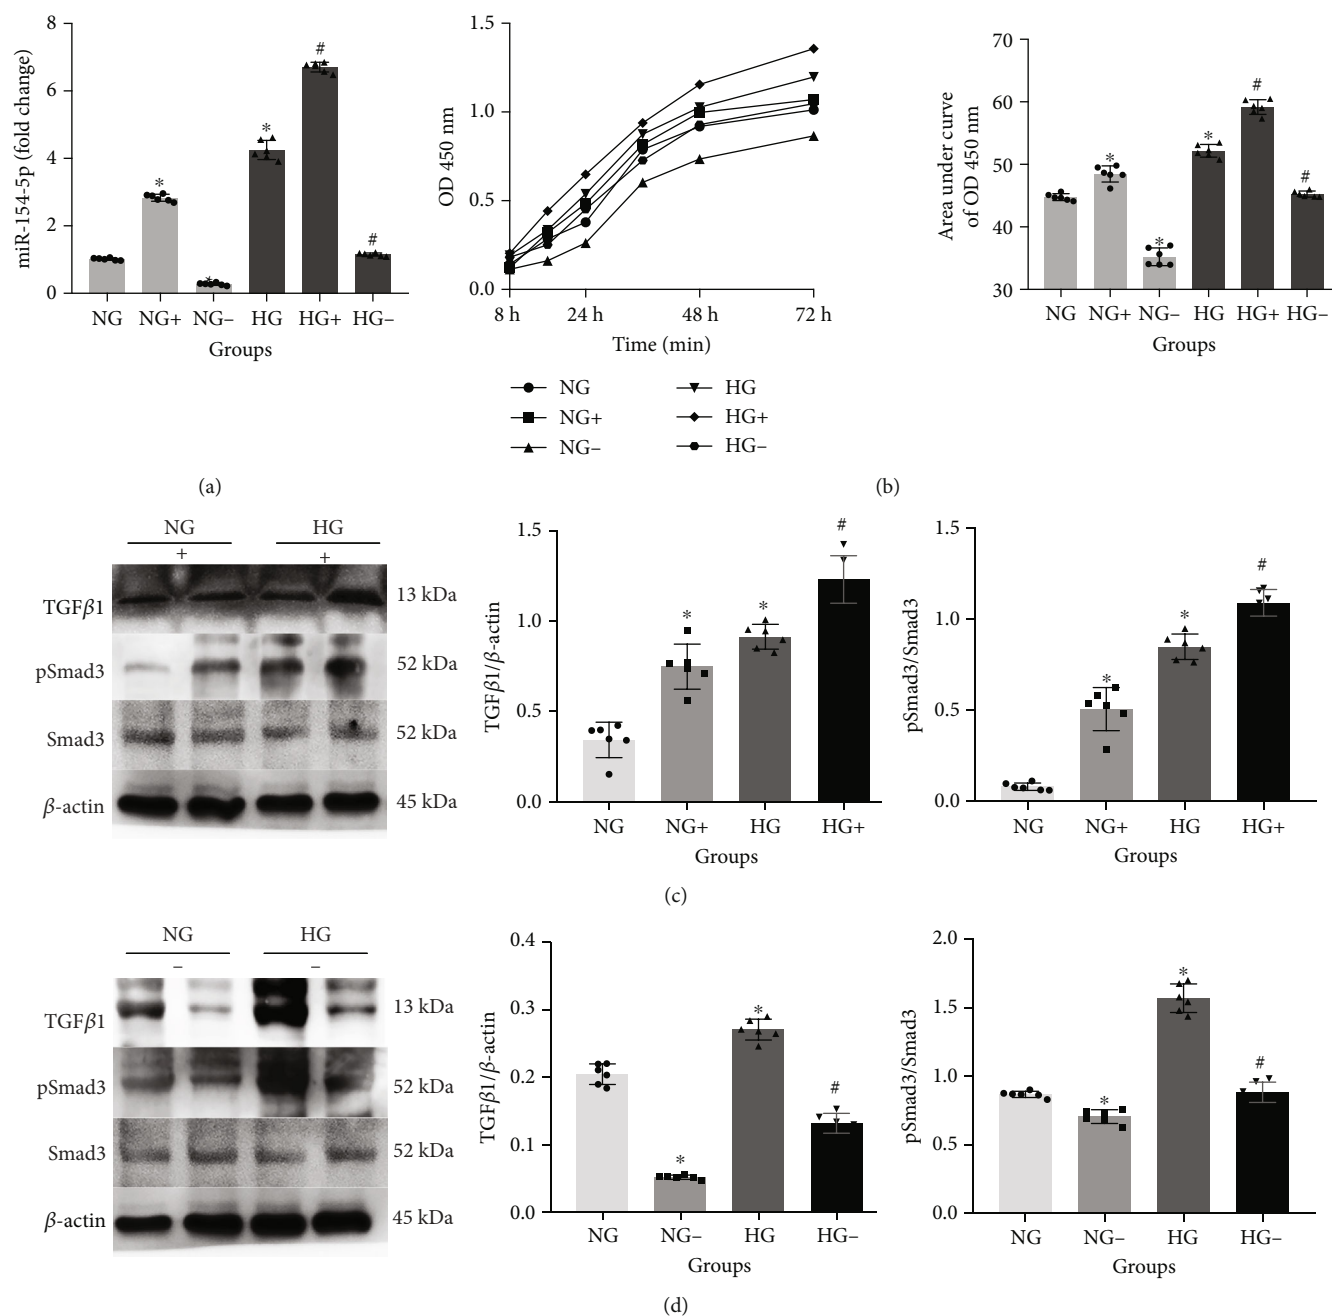 8
6
4
2
0
miR-154-5p (fold change)
*
*
#
#
*
NG NG+ NG– HG HG+ HG–
Groups
(a)
1.5
1.0
0.5
0.0
OD 450 nm
8 h 24 h 48 h 72 h
Time (min)
NG HG
NG+ HG+
NG– HG–
70
60
50
40
30
Area under curve
of OD 450 nm
*
*
*
#
#
NG NG+ NG– HG HG+ HG–
Groups
(b)
NG HG
+ +
TGFβ1 13 kDa
pSmad3 52 kDa
Smad3 52 kDa
β-actin 45 kDa
1.5
1.0
0.5
0.0
TGFβ1/β-actin
*
*
#
NG NG+ HG HG+
Groups
1.5
1.0
0.5
0.0
pSmad3/Smad3
*
*
#
NG NG+ HG HG+
Groups
(c)
NG HG
– –
TGFβ1 13 kDa
pSmad3 52 kDa
Smad3 52 kDa
β-actin 45 kDa
0.4
0.3
0.2
0.1
0.0
TGFβ1/β-actin
*
*
#
NG NG– HG HG–
Groups
2.0
1.5
1.0
0.5
0.0
pSmad3/Smad3
*
*
#
NG NG– HG HG–
Groups
(d)